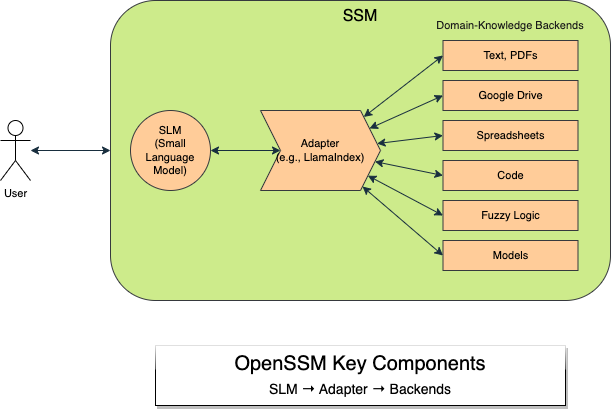 SSM
Domain-Knowledge Backends
Text, PDFs
Google Drive
Spreadsheets
Code
Fuzzy Logic
Models
SLM
(Small
Language
Model)
Adapter
(e.g., LlamaIndex)
User
OpenSSM Key Components
SLM → Adapter → Backends